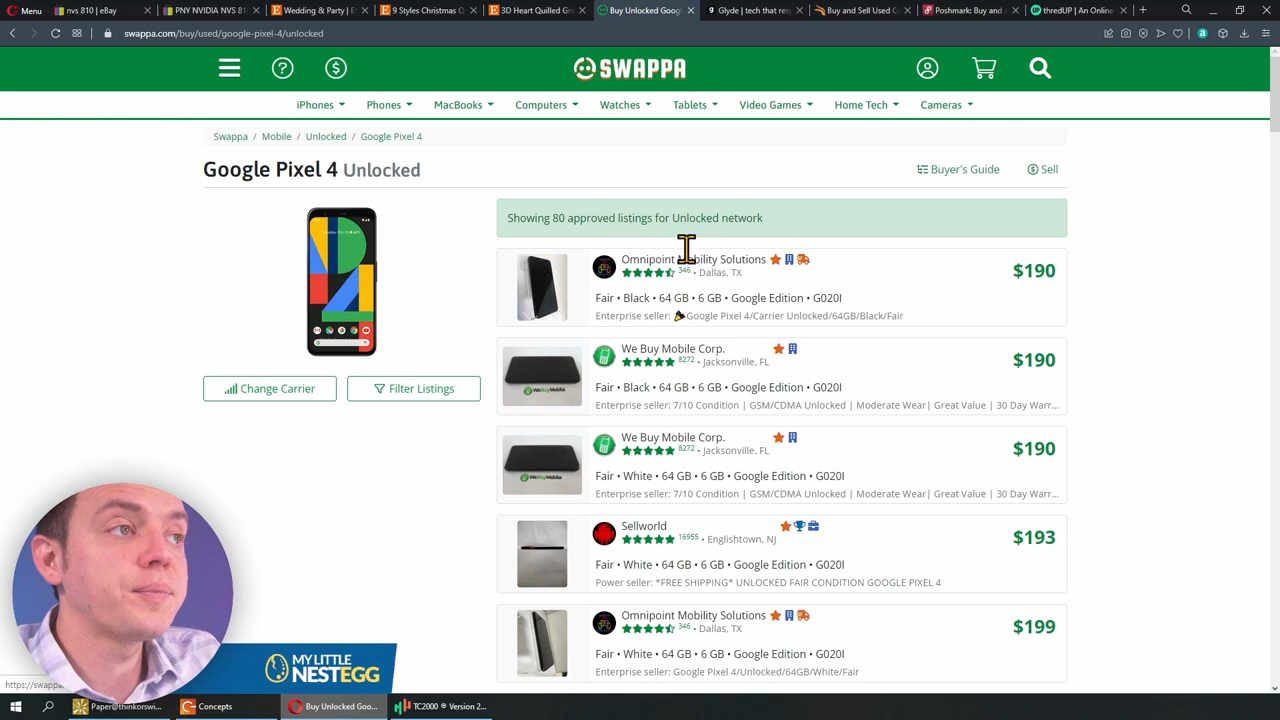 Menu
nvs 810 | eBay
PNY NVIDIA NVS 810
Wedding & Party | E
9 Styles Christmas Q
3D Heart Quilled Gr
Buy Unlocked Goo
Glyde | tech that resp
Buy and Sell Used C
Poshmark: Buy and
thredUP | An Online
swappa.com/buy/used/google-pixel-4/unlocked
SWAPPA
iPhones
Phones
MacBooks
Computers
Watches
Tablets
Video Games
Home Tech
Cameras
Swappa / Mobile / Unlocked / Google Pixel 4
Google Pixel 4 Unlocked
Buyer's Guide
Sell
Showing 80 approved listings for Unlocked network
Omnipoint Mobility Solutions
346 • Dallas, TX
$190
Fair • Black • 64 GB • 6 GB • Google Edition • G020I
Enterprise seller: Google Pixel 4/Carrier Unlocked/64GB/Black/Fair
We Buy Mobile Corp.
8272 • Jacksonville, FL
$190
Fair • Black • 64 GB • 6 GB • Google Edition • G020I
Enterprise seller: 7/10 Condition | GSM/CDMA Unlocked | Moderate Wear| Great Value | 30 Day Warr...
Change Carrier
Filter Listings
We Buy Mobile Corp.
8272 • Jacksonville, FL
$190
Fair • White • 64 GB • 6 GB • Google Edition • G020I
Enterprise seller: 7/10 Condition | GSM/CDMA Unlocked | Moderate Wear| Great Value | 30 Day Warr...
Sellworld
16955 • Englishtown, NJ
$193
Fair • White • 64 GB • 6 GB • Google Edition • G020I
Power seller: *FREE SHIPPING* UNLOCKED FAIR CONDITION GOOGLE PIXEL 4
Omnipoint Mobility Solutions
346 • Dallas, TX
$199
Fair • White • 64 GB • 6 GB • Google Edition • G020I
Enterprise seller: Google Pixel 4/Unlocked/64GB/White/Fair
MY LITTLE
NESTEGG
https://swappa.
Paper@thinkorswi...
Concepts
Buy Unlocked Goo...
TC2000 ® Version 2...